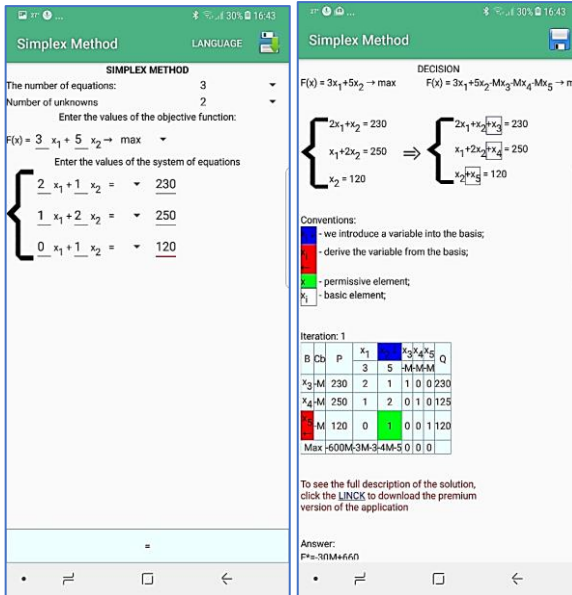 30% 16:43
Simplex Method LANGUAGE
SIMPLEX METHOD
The number of equations: 3
Number of unknowns 2
Enter the values of the objective function:
F(x) = 3 x₁ + 5 x₂ → max
Enter the values of the system of equations
2 x₁ + 1 x₂ = 230
1 x₁ + 2 x₂ = 250
0 x₁ + 1 x₂ = 120
=
30% 16:43
Simplex Method
DECISION
F(x) = 3x₁+5x₂ → max F(x) = 3x₁+5x₂-Mx₃-Mx₄-Mx₅ → m
2x₁+x₂ = 230 2x₁+x₂+x₃ = 230
x₁+2x₂ = 250 ⇒ x₁+2x₂+x₄ = 250
x₂ = 120 x₂+x₅ = 120
Conventions:
- we introduce a variable into the basis;
- derive the variable from the basis;
x - permissive element;
xⱼ - basic element;
Iteration: 1
B Cb P x₁ x₂ x₃ x₄ x₅ Q
3 5 -M -M -M
x₃ -M 230 2 1 1 0 0 230
x₄ -M 250 1 2 0 1 0 125
x₅ -M 120 0 1 0 0 1 120
Max -600M -3M-3 -4M-5 0 0 0
To see the full description of the solution,
click the LINCK to download the premium
version of the application
Answer:
F*=-30M+660